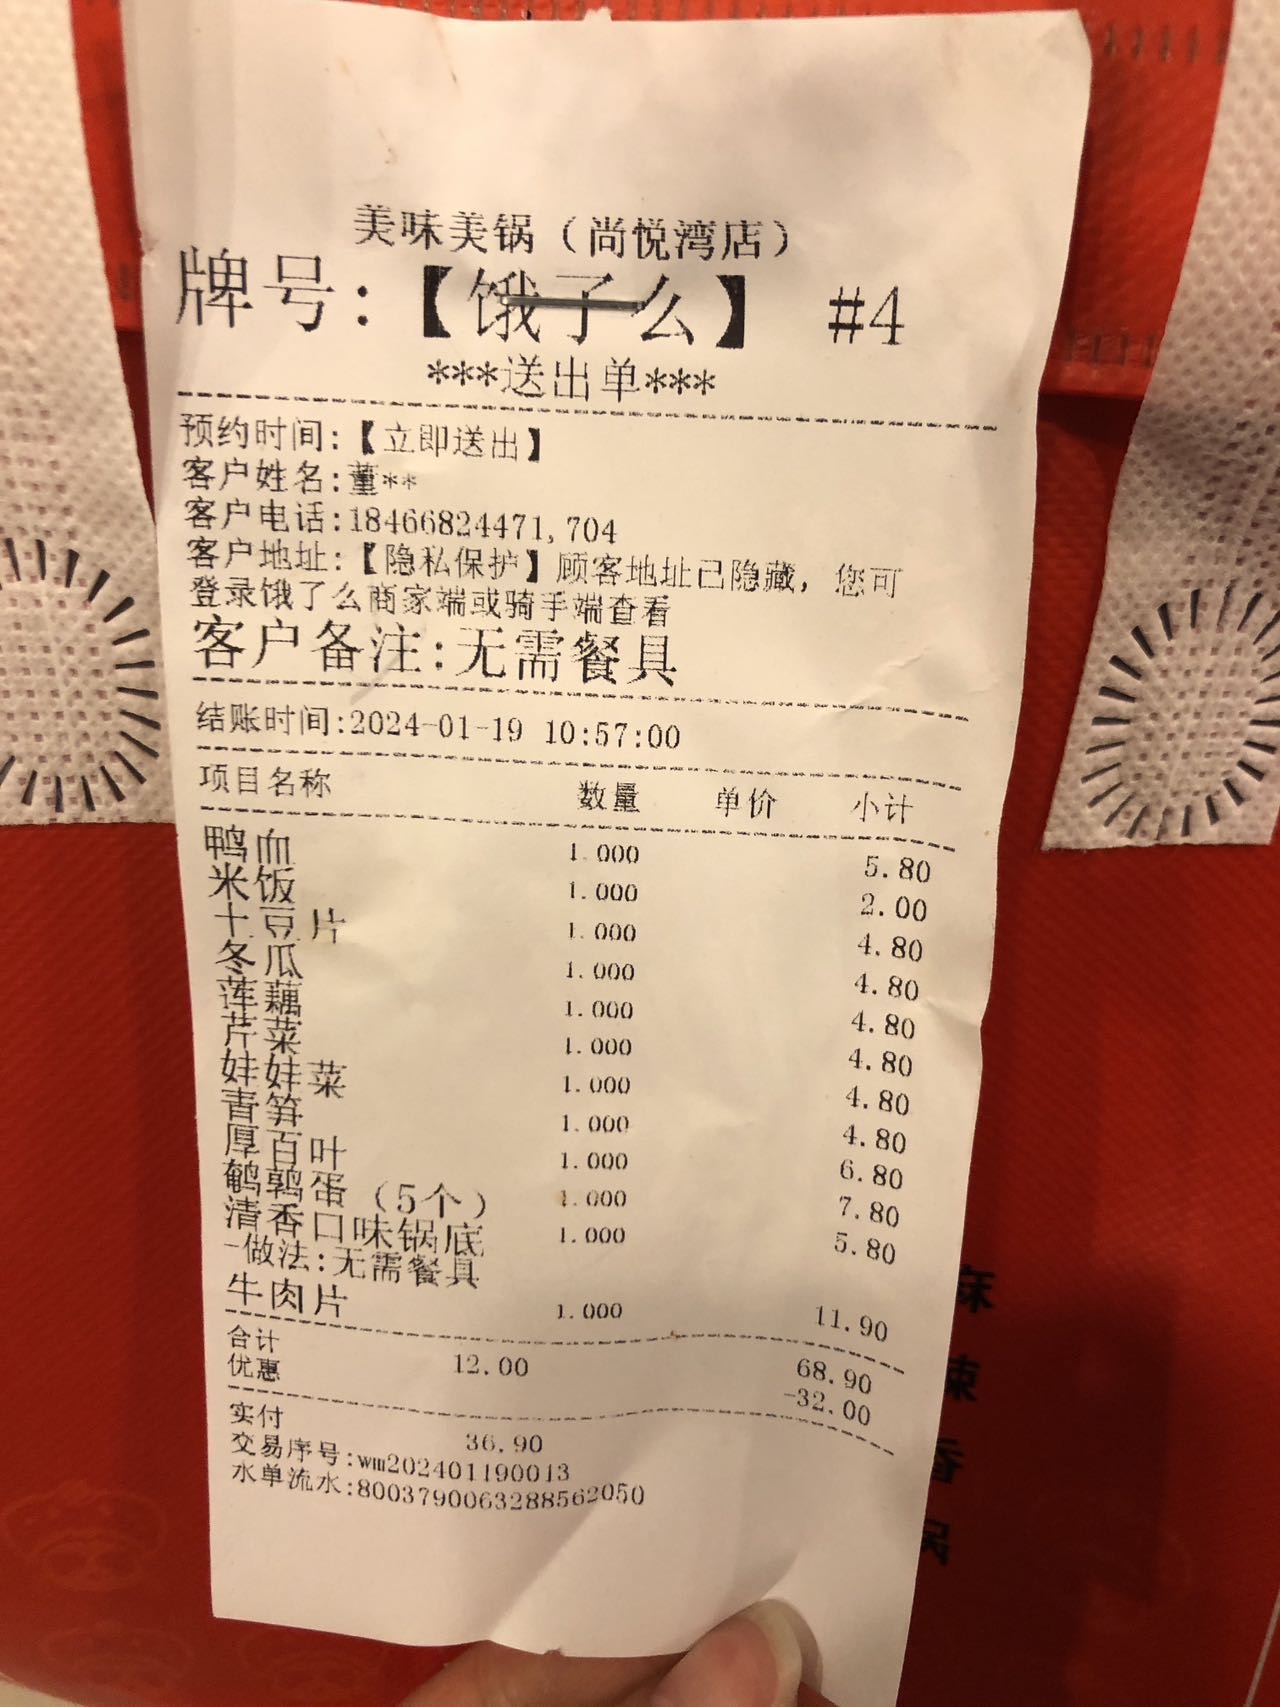 美味美锅（尚悦湾店）
牌号:【饿了么】 #4
***送出单***
预约时间:【立即送出】
客户姓名:董**
客户电话:18466824471,704
客户地址:【隐私保护】顾客地址已隐藏，您可
登录饿了么商家端或骑手端查看
客户备注:无需餐具
结账时间:2024-01-19 10:57:00
项目名称 数量 单价 小计
鸭血 1.000 5.80
米饭 1.000 2.00
土豆片 1.000 4.80
冬瓜 1.000 4.80
莲藕 1.000 4.80
芹菜 1.000 4.80
娃娃菜 1.000 4.80
青笋 1.000 4.80
厚百叶 1.000 6.80
鹌鹑蛋（5个） 1.000 7.80
清香口味锅底 1.000 5.80
-做法:无需餐具
牛肉片 1.000 11.90
合计 12.00 68.90
优惠 -32.00
实付 36.90
交易序号:wm202401190013
水单流水:8003790063288562050
麻
辣
香
锅